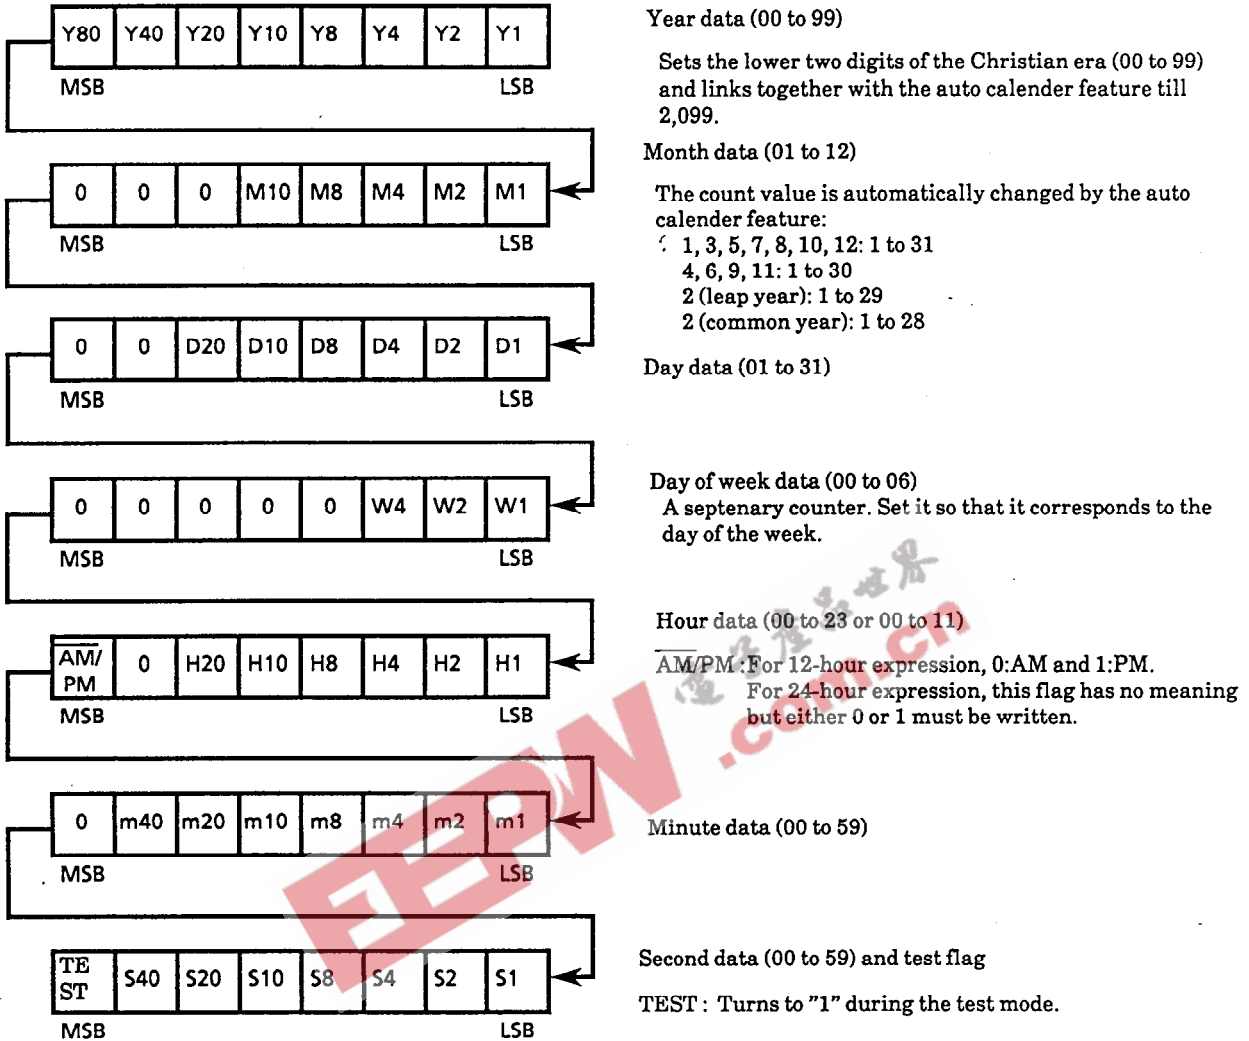 Y80 Y40 Y20 Y10 Y8 Y4 Y2 Y1
MSB LSB
Year data (00 to 99)
Sets the lower two digits of the Christian era (00 to 99)
and links together with the auto calender feature till
2,099.
0 0 0 M10 M8 M4 M2 M1
MSB LSB
Month data (01 to 12)
The count value is automatically changed by the auto
calender feature:
1, 3, 5, 7, 8, 10, 12: 1 to 31
4, 6, 9, 11: 1 to 30
2 (leap year): 1 to 29
2 (common year): 1 to 28
0 0 D20 D10 D8 D4 D2 D1
MSB LSB
Day data (01 to 31)
0 0 0 0 0 W4 W2 W1
MSB LSB
Day of week data (00 to 06)
A septenary counter. Set it so that it corresponds to the
day of the week.
AM/
PM 0 H20 H10 H8 H4 H2 H1
MSB LSB
Hour data (00 to 23 or 00 to 11)
AM/PM :For 12-hour expression, 0:AM and 1:PM.
For 24-hour expression, this flag has no meaning
but either 0 or 1 must be written.
0 m40 m20 m10 m8 m4 m2 m1
MSB LSB
Minute data (00 to 59)
TE
ST S40 S20 S10 S8 S4 S2 S1
MSB LSB
Second data (00 to 59) and test flag
TEST : Turns to "1" during the test mode.
EEPW
.com.cn
電子產品世界